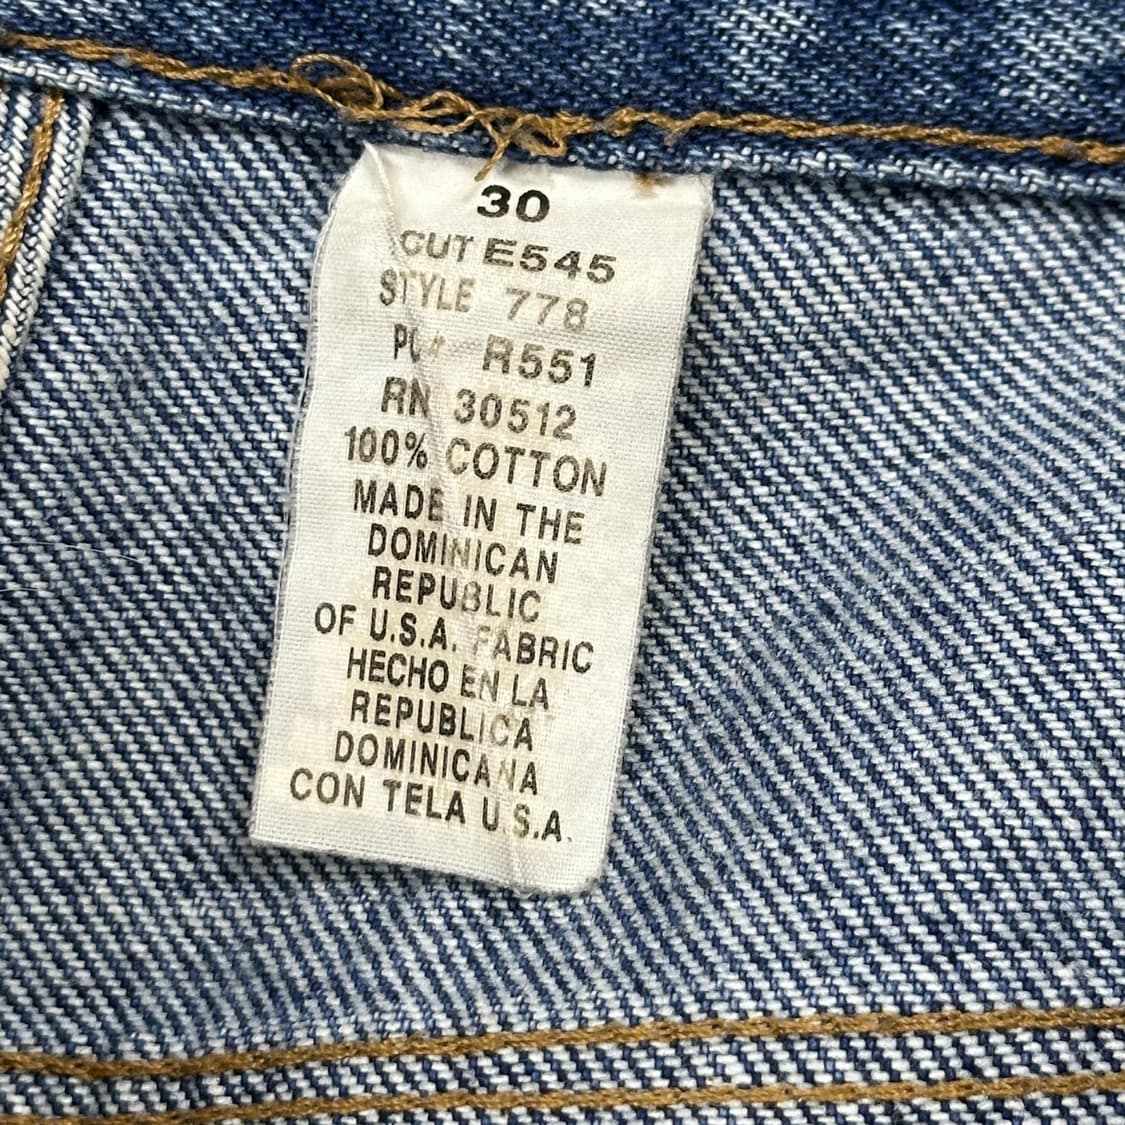 30
CUT E545
STYLE 778
PC# R551
RN 30512
100% COTTON
MADE IN THE
DOMINICAN
REPUBLIC
OF U.S.A. FABRIC
HECHO EN LA
REPUBLICA
DOMINICANA
CON TELA U.S.A.